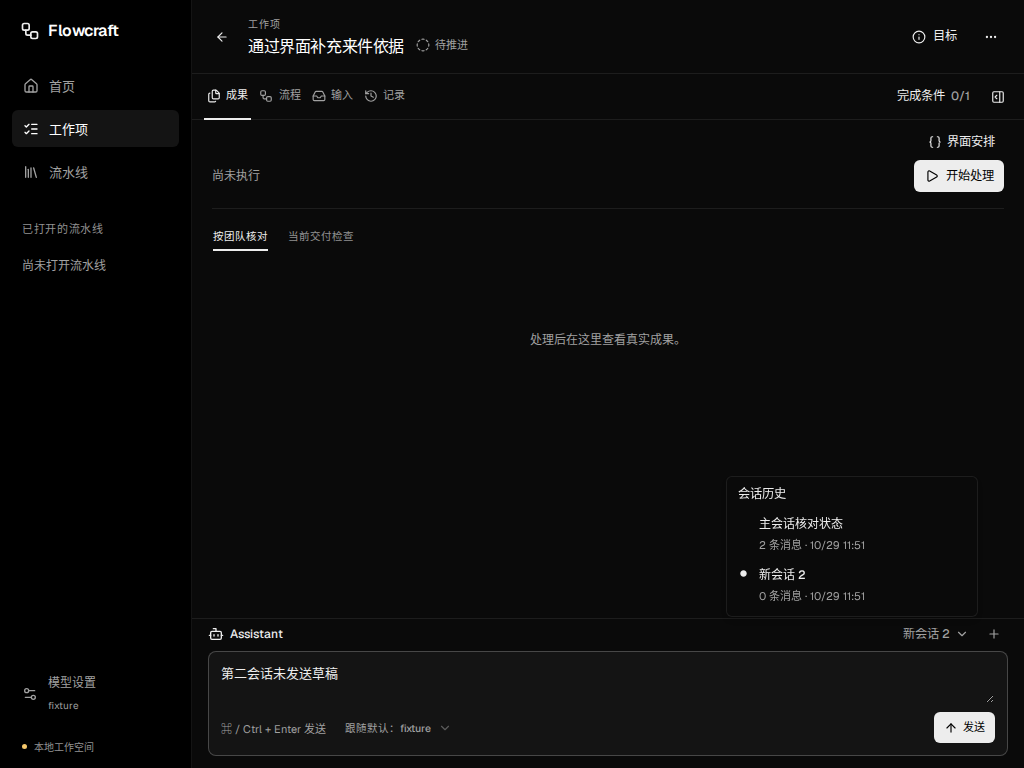 Flowcraft
首页
工作项
流水线
已打开的流水线
尚未打开流水线
模型设置
fixture
本地工作空间
工作项
通过界面补充来件依据
待推进
目标
成果
流程
输入
记录
完成条件 0/1
界面安排
尚未执行
开始处理
按团队核对
当前交付检查
处理后在这里查看真实成果。
会话历史
主会话核对状态
2 条消息 · 10/29 11:51
新会话 2
0 条消息 · 10/29 11:51
Assistant
新会话 2
第二会话未发送草稿
⌘ / Ctrl + Enter 发送
跟随默认：fixture
发送